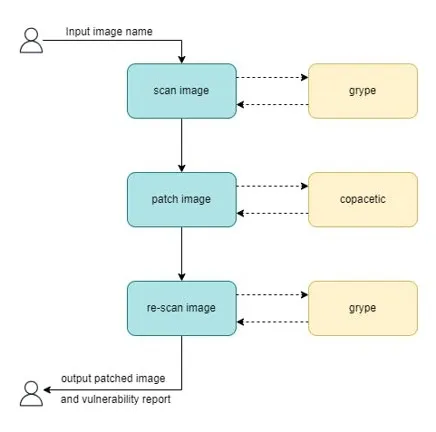 Input image name
scan image
grype
patch image
copacetic
re-scan image
grype
output patched image
and vulnerability report